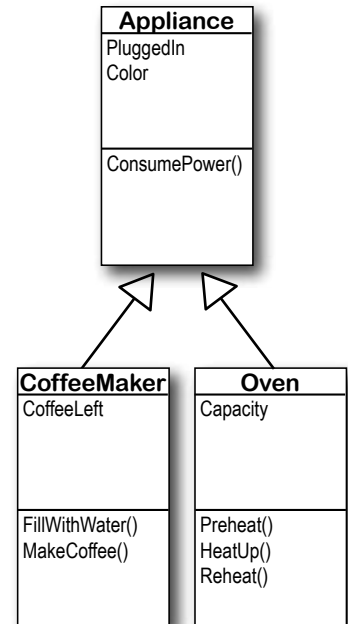 Appliance
PluggedIn
Color
ConsumePower()
CoffeeMaker
CoffeeLeft
FillWithWater()
MakeCoffee()
Oven
Capacity
Preheat()
HeatUp()
Reheat()